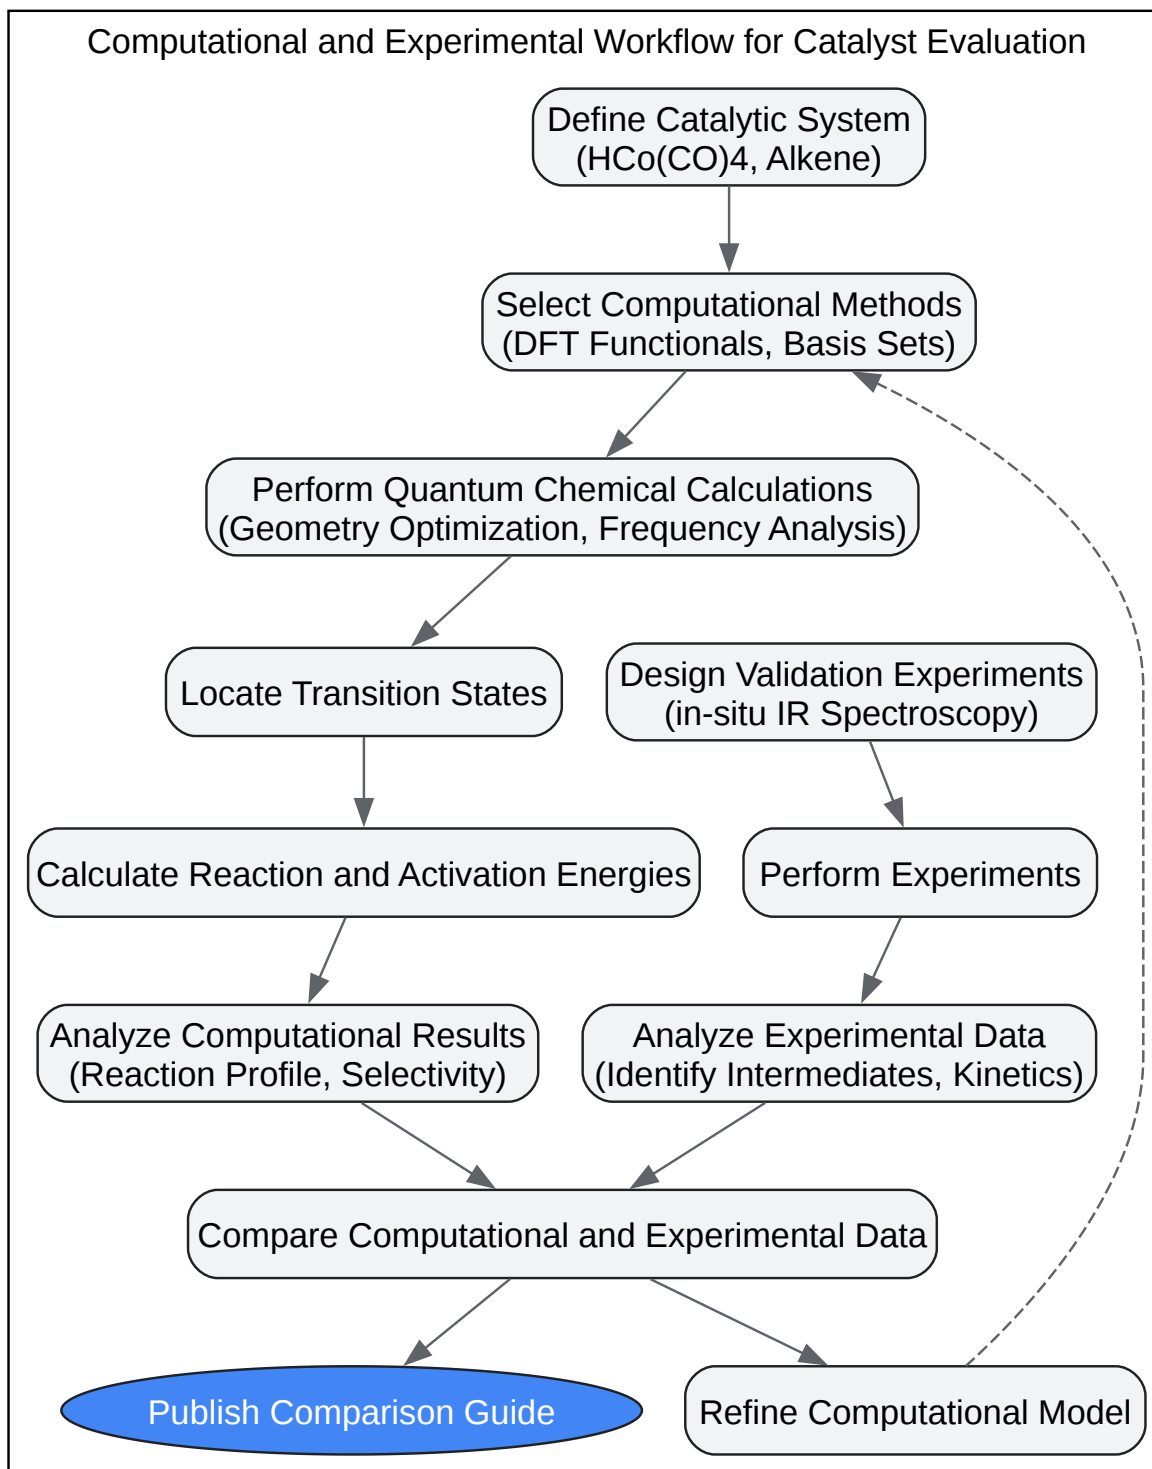 Computational and Experimental Workflow for Catalyst Evaluation
Define Catalytic System
(HCo(CO)4, Alkene)
Select Computational Methods
(DFT Functionals, Basis Sets)
Perform Quantum Chemical Calculations
(Geometry Optimization, Frequency Analysis)
Locate Transition States
Design Validation Experiments
(in-situ IR Spectroscopy)
Calculate Reaction and Activation Energies
Perform Experiments
Analyze Computational Results
(Reaction Profile, Selectivity)
Analyze Experimental Data
(Identify Intermediates, Kinetics)
Compare Computational and Experimental Data
Publish Comparison Guide
Refine Computational Model